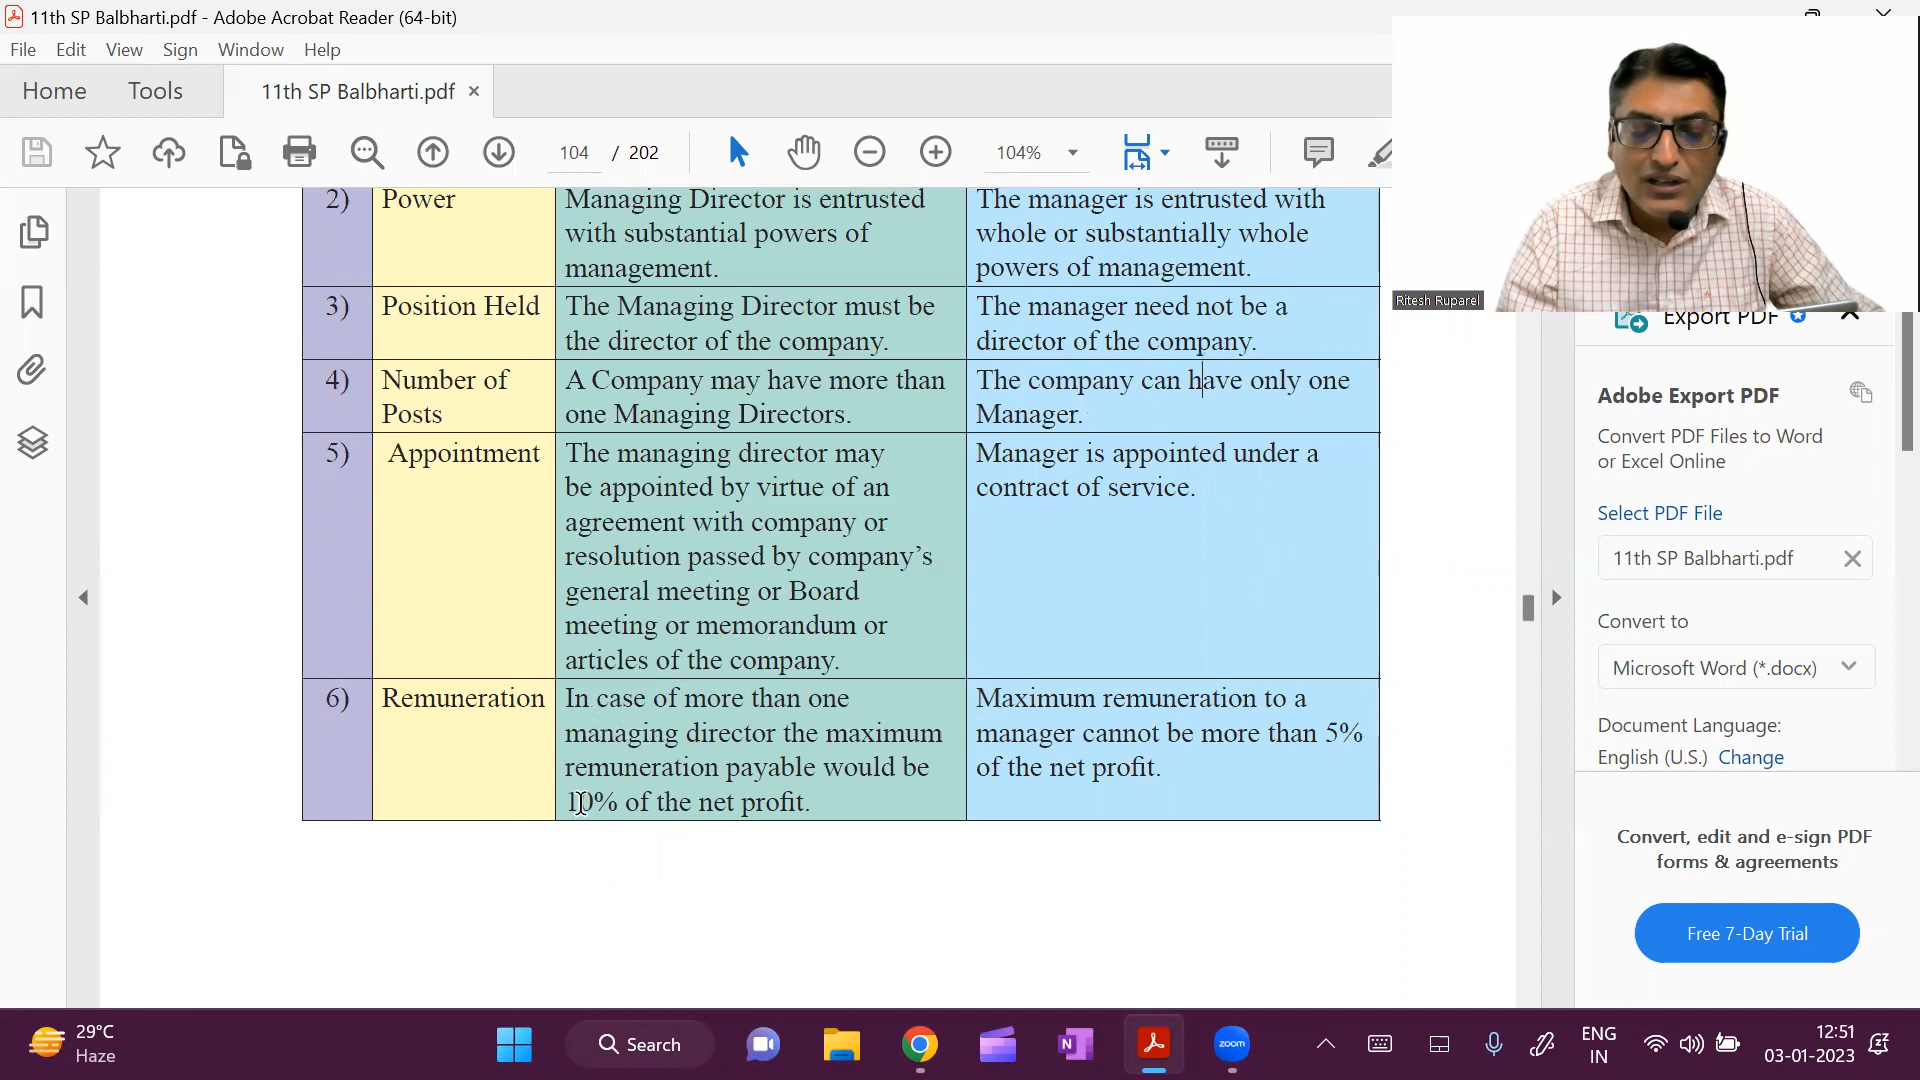 11th SP Balbharti.pdf - Adobe Acrobat Reader (64-bit)
File Edit View Sign Window Help
Home Tools 11th SP Balbharti.pdf
104 / 202 104%
2) Power Managing Director is entrusted with substantial powers of management. The manager is entrusted with whole or substantially whole powers of management.
3) Position Held The Managing Director must be the director of the company. The manager need not be a director of the company.
4) Number of Posts A Company may have more than one Managing Directors. The company can have only one Manager.
5) Appointment The managing director may be appointed by virtue of an agreement with company or resolution passed by company’s general meeting or Board meeting or memorandum or articles of the company. Manager is appointed under a contract of service.
6) Remuneration In case of more than one managing director the maximum remuneration payable would be 10% of the net profit. Maximum remuneration to a manager cannot be more than 5% of the net profit.
Ritesh Ruparel
Export PDF
Adobe Export PDF
Convert PDF Files to Word
or Excel Online
Select PDF File
11th SP Balbharti.pdf
Convert to
Microsoft Word (*.docx)
Document Language:
English (U.S.) Change
Convert, edit and e-sign PDF
forms & agreements
Free 7-Day Trial
29°C
Haze
Search
zoom
N
ENG
IN
12:51
03-01-2023